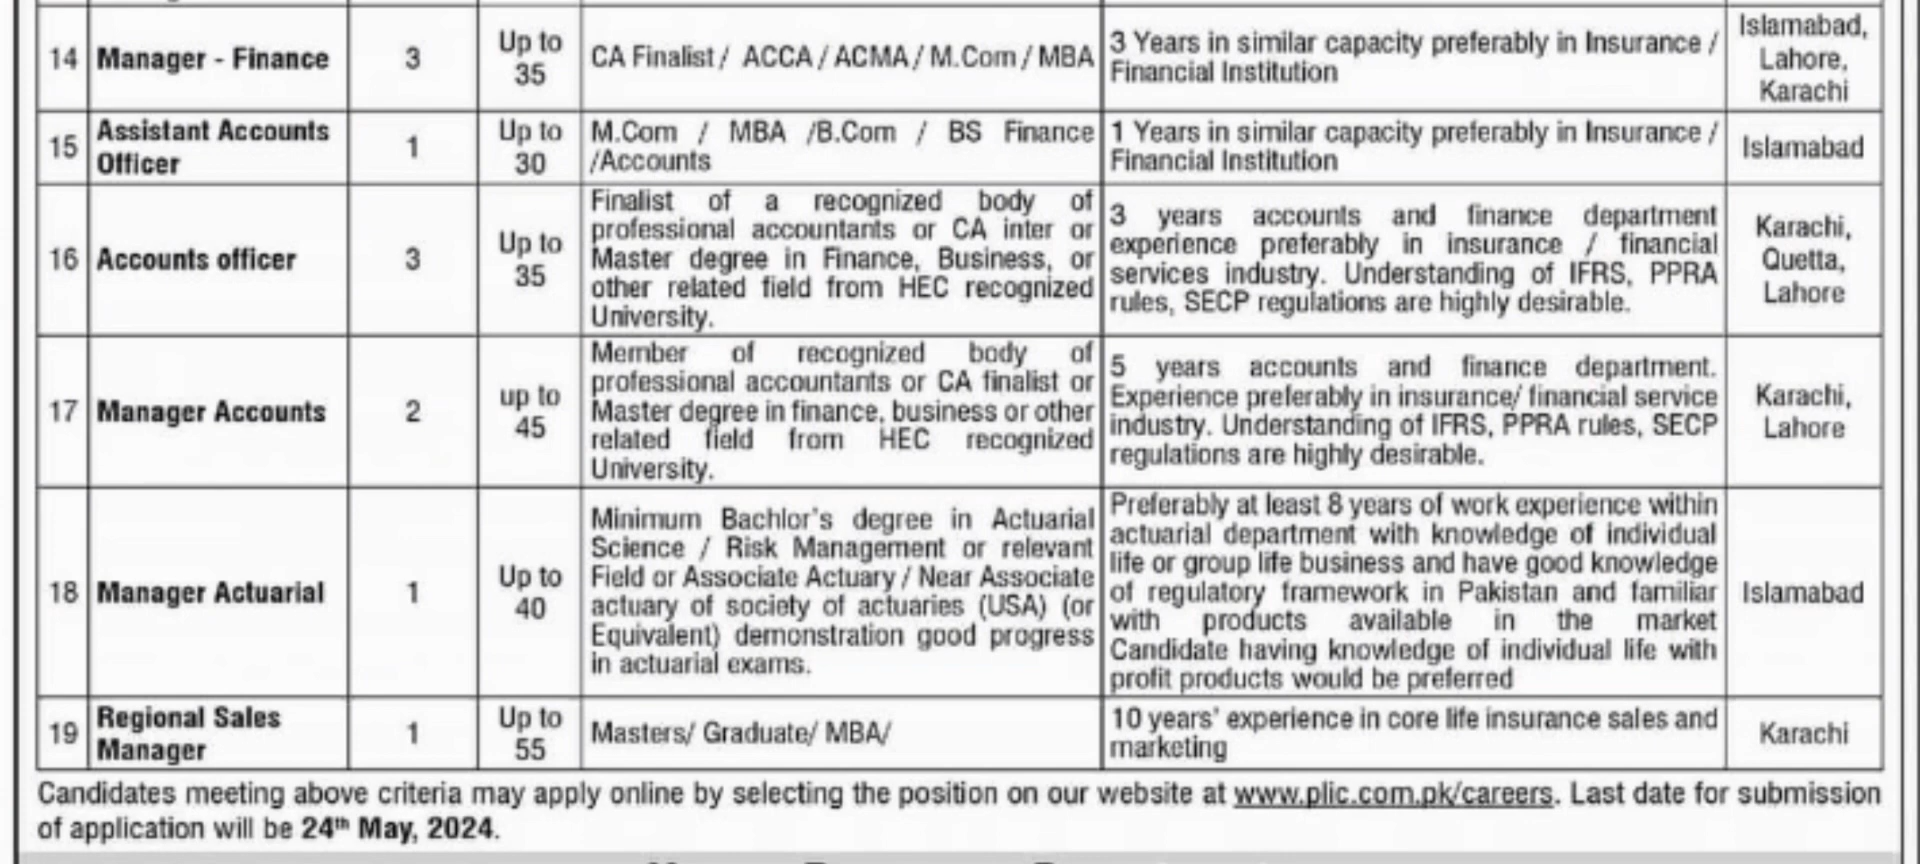 14 Manager - Finance 3 Up to 35 CA Finalist / ACCA / ACMA / M.Com / MBA 3 Years in similar capacity preferably in Insurance / Financial Institution Islamabad, Lahore, Karachi
15 Assistant Accounts Officer 1 Up to 30 M.Com / MBA /B.Com / BS Finance /Accounts 1 Years in similar capacity preferably in Insurance / Financial Institution Islamabad
16 Accounts officer 3 Up to 35
Finalist of a recognized body of
professional accountants or CA inter or
Master degree in Finance, Business, or
other related field from HEC recognized
University.
3 years accounts and finance department
experience preferably in insurance / financial
services industry. Understanding of IFRS, PPRA
rules, SECP regulations are highly desirable.
Karachi,
Quetta,
Lahore
17 Manager Accounts 2 up to 45
Member of recognized body of
professional accountants or CA finalist or
Master degree in finance, business or other
related field from HEC recognized
University.
5 years accounts and finance department.
Experience preferably in insurance/ financial service
industry. Understanding of IFRS, PPRA rules, SECP
regulations are highly desirable.
Karachi,
Lahore
18 Manager Actuarial 1 Up to 40
Minimum Bachlor's degree in Actuarial
Science / Risk Management or relevant
Field or Associate Actuary / Near Associate
actuary of society of actuaries (USA) (or
Equivalent) demonstration good progress
in actuarial exams.
Preferably at least 8 years of work experience within
actuarial department with knowledge of individual
life or group life business and have good knowledge
of regulatory framework in Pakistan and familiar
with products available in the market
Candidate having knowledge of individual life with
profit products would be preferred
Islamabad
19 Regional Sales Manager 1 Up to 55 Masters/ Graduate/ MBA/ 10 years' experience in core life insurance sales and marketing Karachi
Candidates meeting above criteria may apply online by selecting the position on our website at www.plic.com.pk/careers. Last date for submission
of application will be 24th May, 2024.